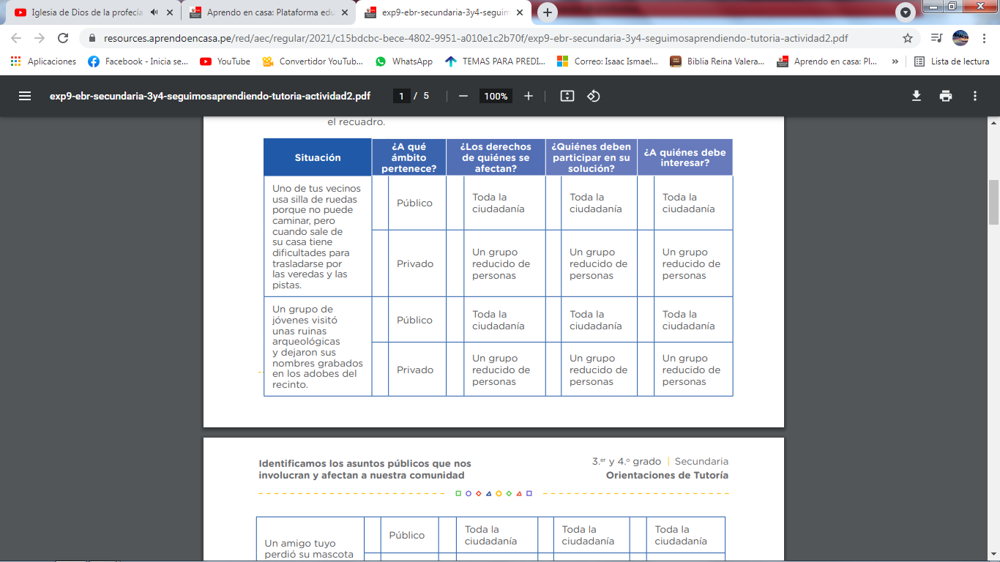 Iglesia de Dios de la profecía
Aprendo en casa: Plataforma edu
exp9-ebr-secundaria-3y4-seguim
resources.aprendoencasa.pe/red/aec/regular/2021/c15bdcbc-bece-4802-9951-a010e1c2b70f/exp9-ebr-secundaria-3y4-seguimosaprendiendo-tutoria-actividad2.pdf
Aplicaciones
Facebook - Inicia se...
YouTube
Convertidor YouTub...
WhatsApp
TEMAS PARA PREDI...
Correo: Isaac Ismael...
Biblia Reina Valera...
Aprendo en casa: Pl...
»
Lista de lectura
exp9-ebr-secundaria-3y4-seguimosaprendiendo-tutoria-actividad2.pdf
1 / 5
100%
el recuadro.
Situación
¿A qué
ámbito
pertenece?
¿Los derechos
de quiénes se
afectan?
¿Quiénes deben
participar en su
solución?
¿A quiénes debe
interesar?
Uno de tus vecinos
usa silla de ruedas
porque no puede
caminar, pero
cuando sale de
su casa tiene
dificultades para
trasladarse por
las veredas y las
pistas.
Público
Toda la
ciudadanía
Toda la
ciudadanía
Toda la
ciudadanía
Privado
Un grupo
reducido de
personas
Un grupo
reducido de
personas
Un grupo
reducido de
personas
Un grupo de
jóvenes visitó
unas ruinas
arqueológicas
y dejaron sus
nombres grabados
en los adobes del
recinto.
Público
Toda la
ciudadanía
Toda la
ciudadanía
Toda la
ciudadanía
Privado
Un grupo
reducido de
personas
Un grupo
reducido de
personas
Un grupo
reducido de
personas
Identificamos los asuntos públicos que nos
involucran y afectan a nuestra comunidad
3.er y 4.o grado | Secundaria
Orientaciones de Tutoría
Un amigo tuyo
perdió su mascota
Público
Toda la
ciudadanía
Toda la
ciudadanía
Toda la
ciudadanía